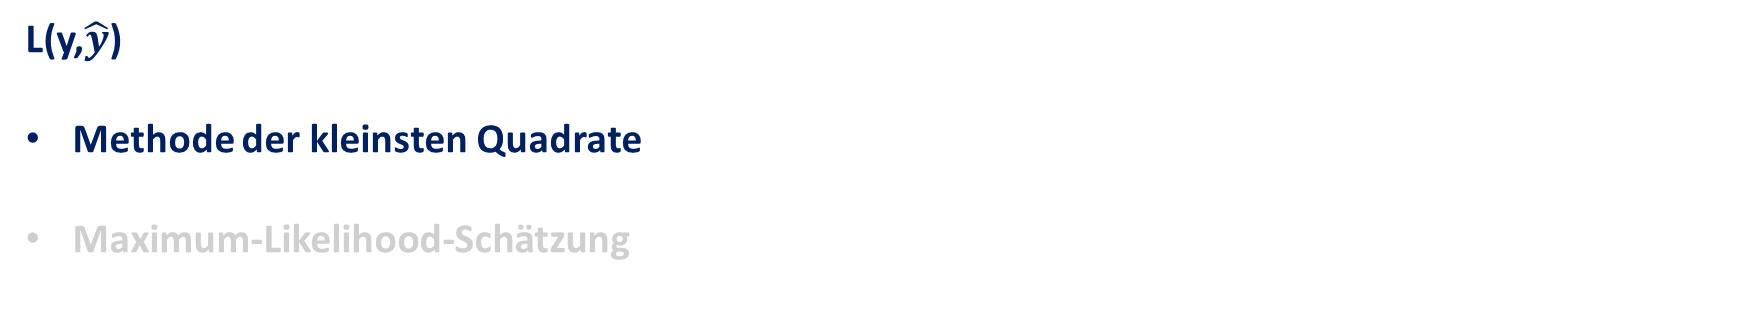 L(y,ŷ)
• Methode der kleinsten Quadrate
• Maximum-Likelihood-Schätzung